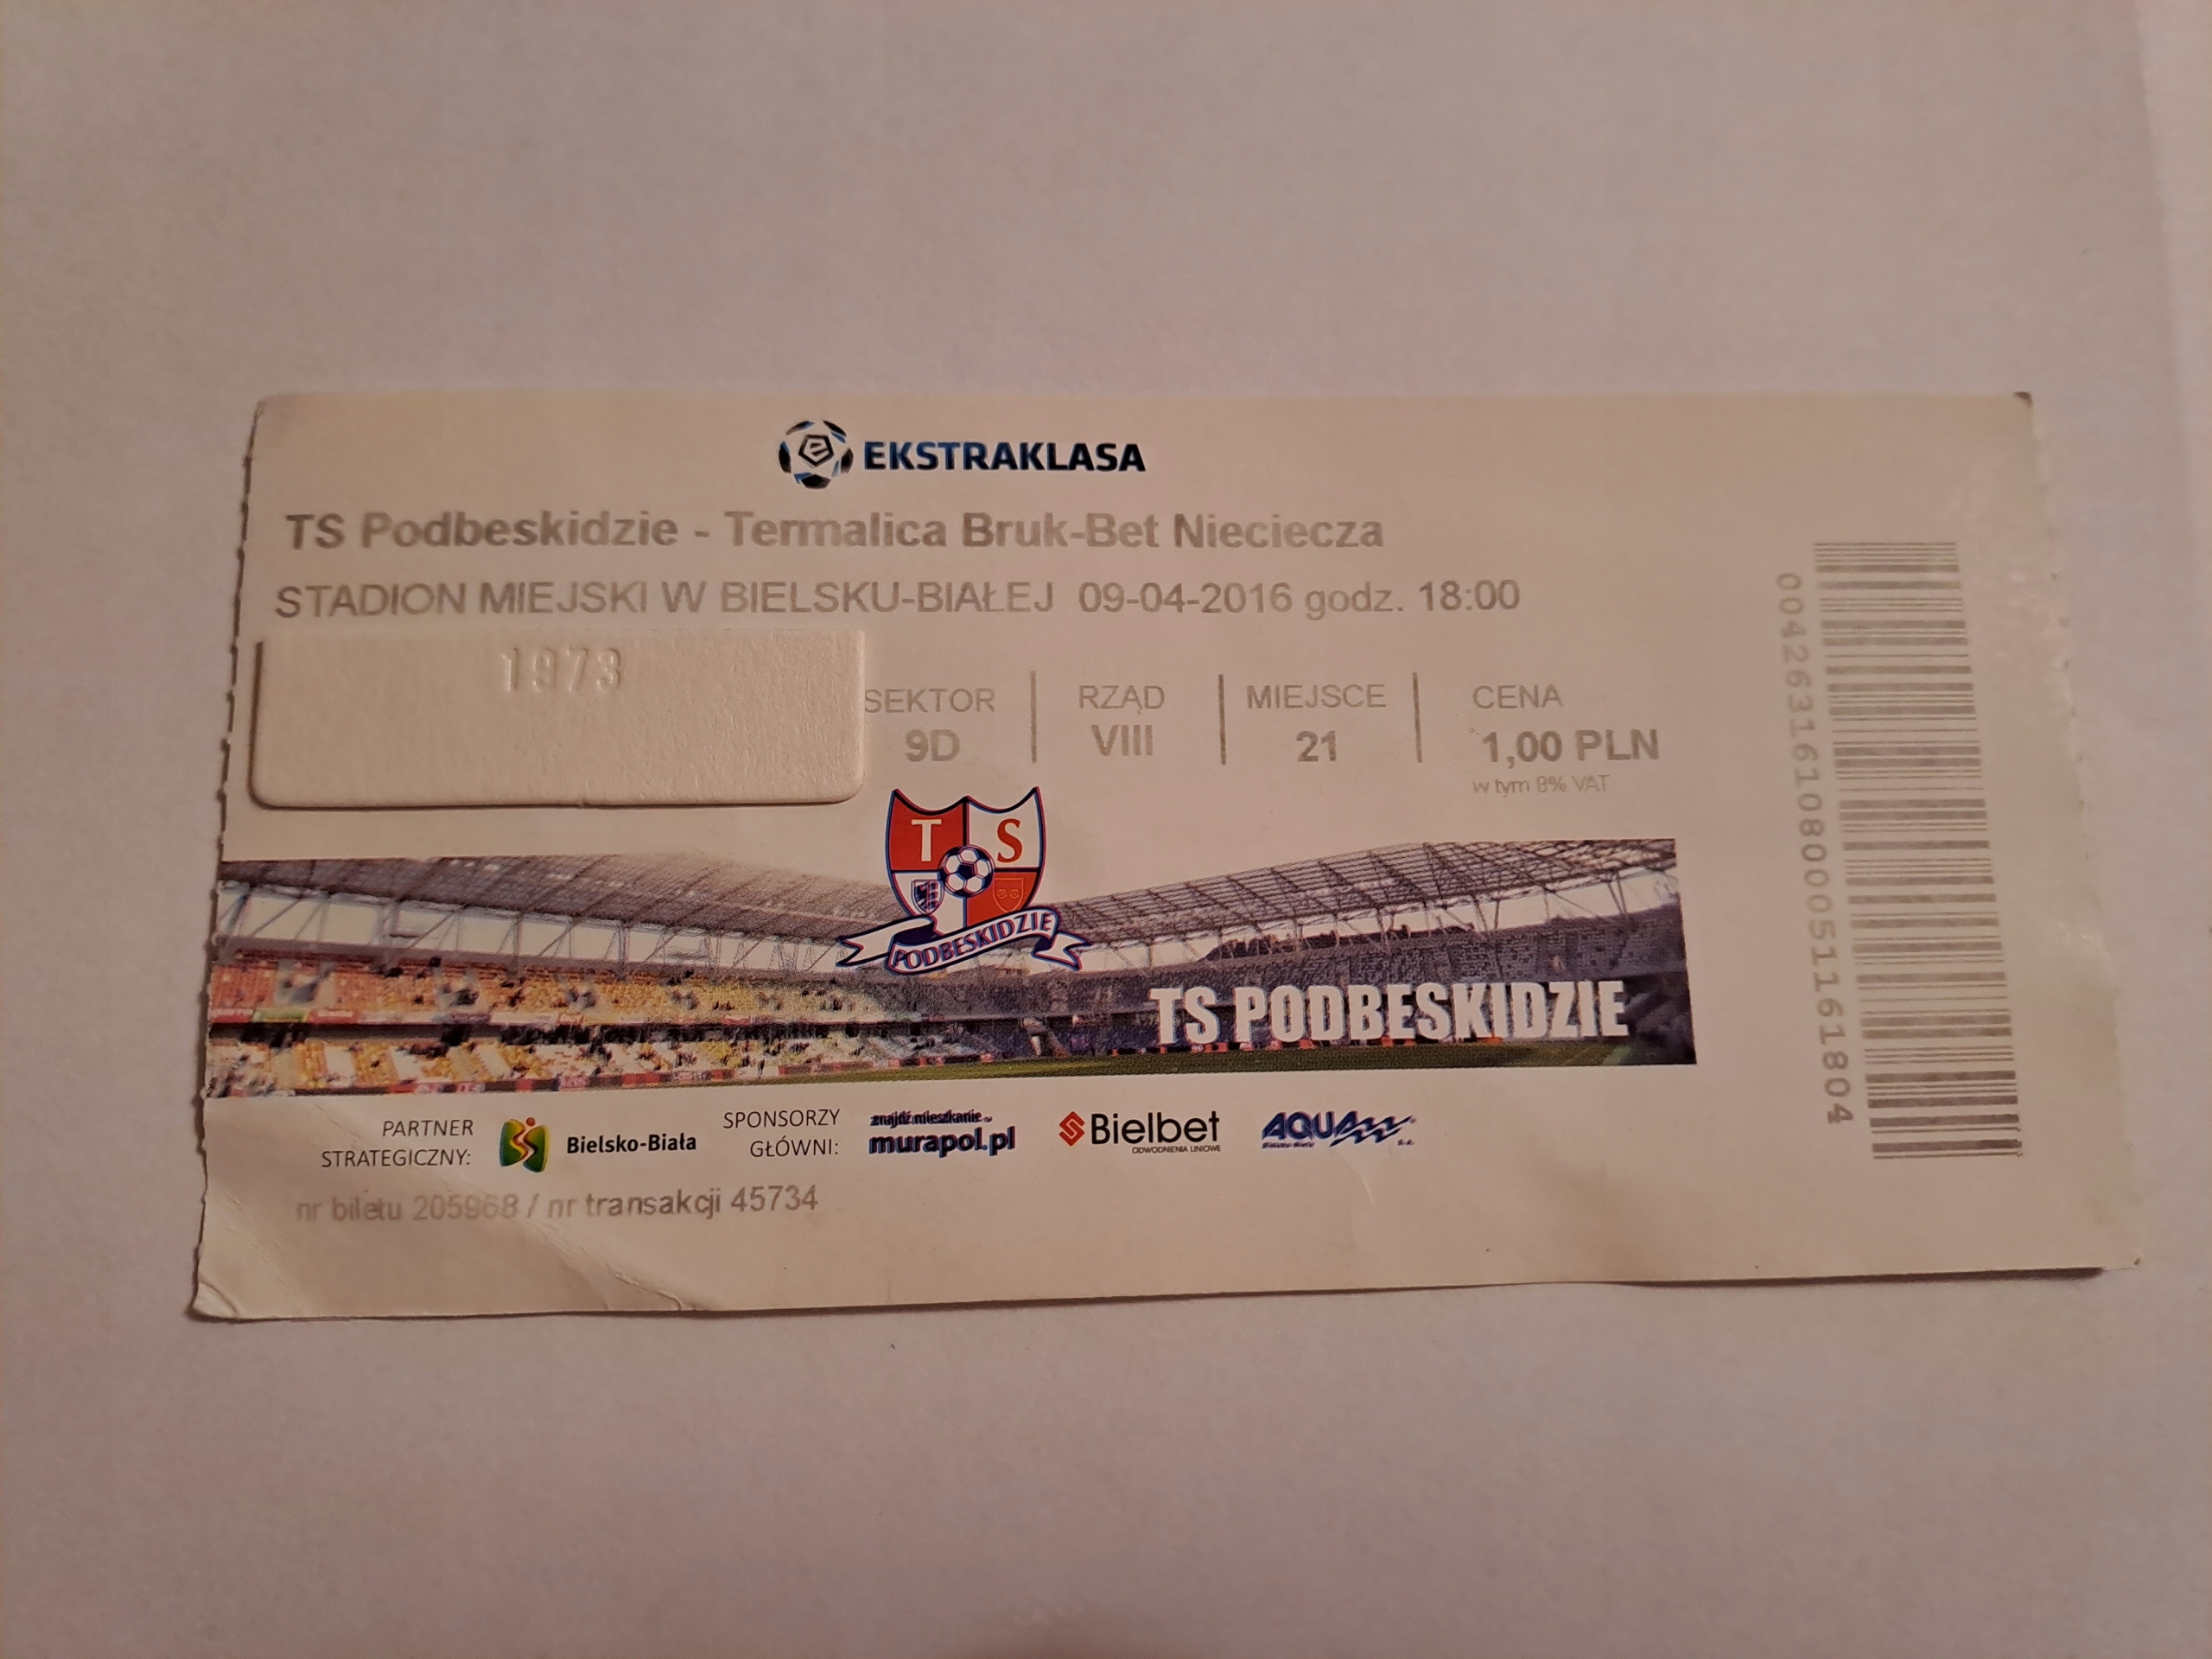 EKSTRAKLASA
TS Podbeskidzie - Termalica Bruk-Bet Nieciecza
STADION MIEJSKI W BIELSKU-BIAŁEJ 09-04-2016 godz. 18:00
1973
SEKTOR RZĄD MIEJSCE CENA
9D VIII 21 1,00 PLN
w tym 8% VAT
T S
PODBESKIDZIE
TS PODBESKIDZIE
PARTNER STRATEGICZNY:
Bielsko-Biała
SPONSORZY GŁÓWNI:
znajdź mieszkanie
murapol.pl
Bielbet
ODWODNIENIA LINIOWE
AQUA
nr biletu 205968 / nr transakcji 45734